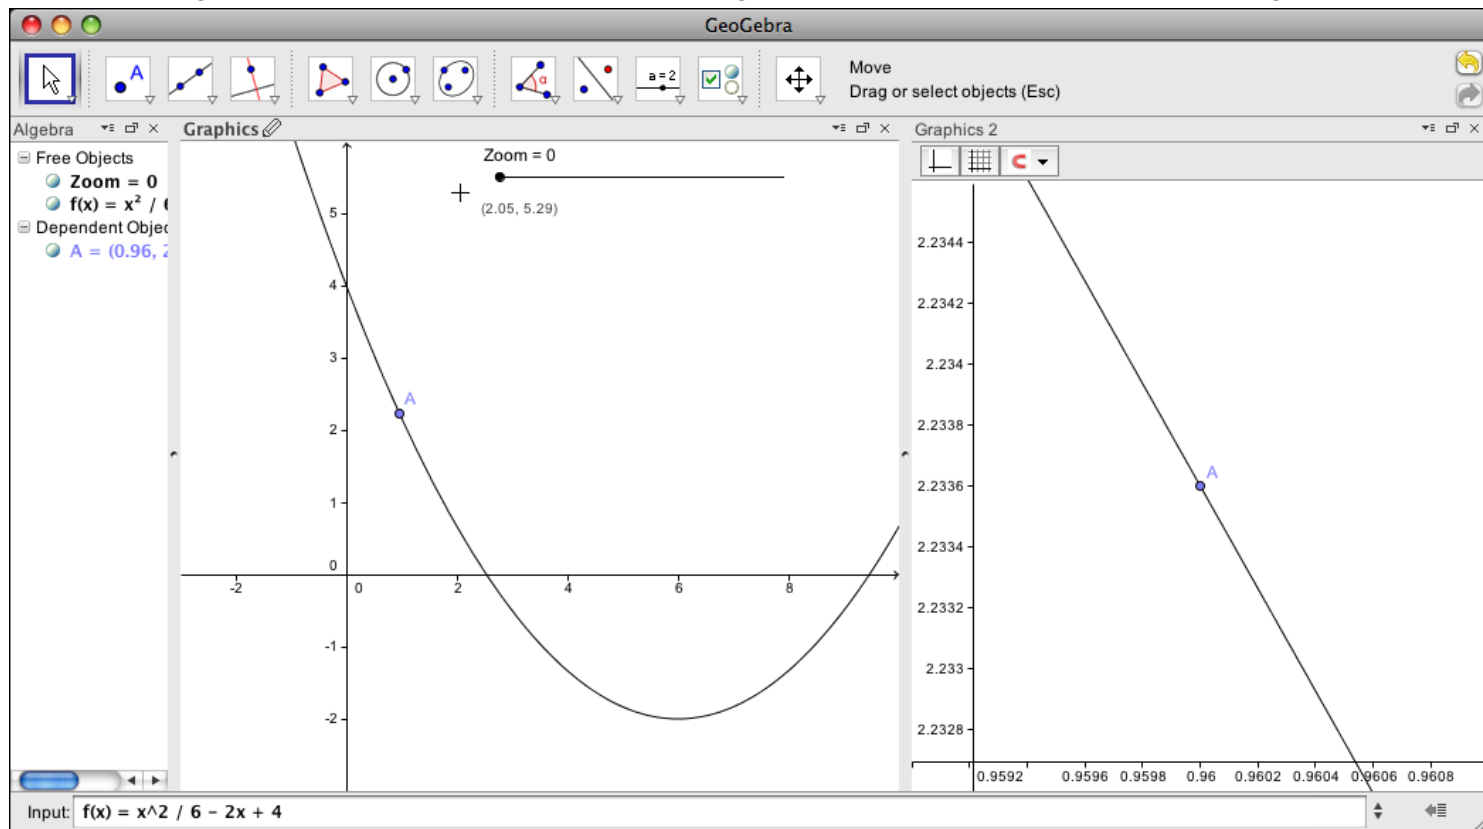 GeoGebra
A
α
a = 2
Move
Drag or select objects (Esc)
Algebra
Graphics
Graphics 2
Free Objects
Zoom = 0
f(x) = x² / 6
Dependent Objec
A = (0.96, 2
Zoom = 0
(2.05, 5.29)
5
4
3
2
1
0
-1
-2
-2
0
2
4
6
8
A
2.2344
2.2342
2.234
2.2338
2.2336
2.2334
2.2332
2.233
2.2328
0.9592
0.9596
0.9598
0.96
0.9602
0.9604
0.9606
0.9608
A
Input:
f(x) = x^2 / 6 – 2x + 4